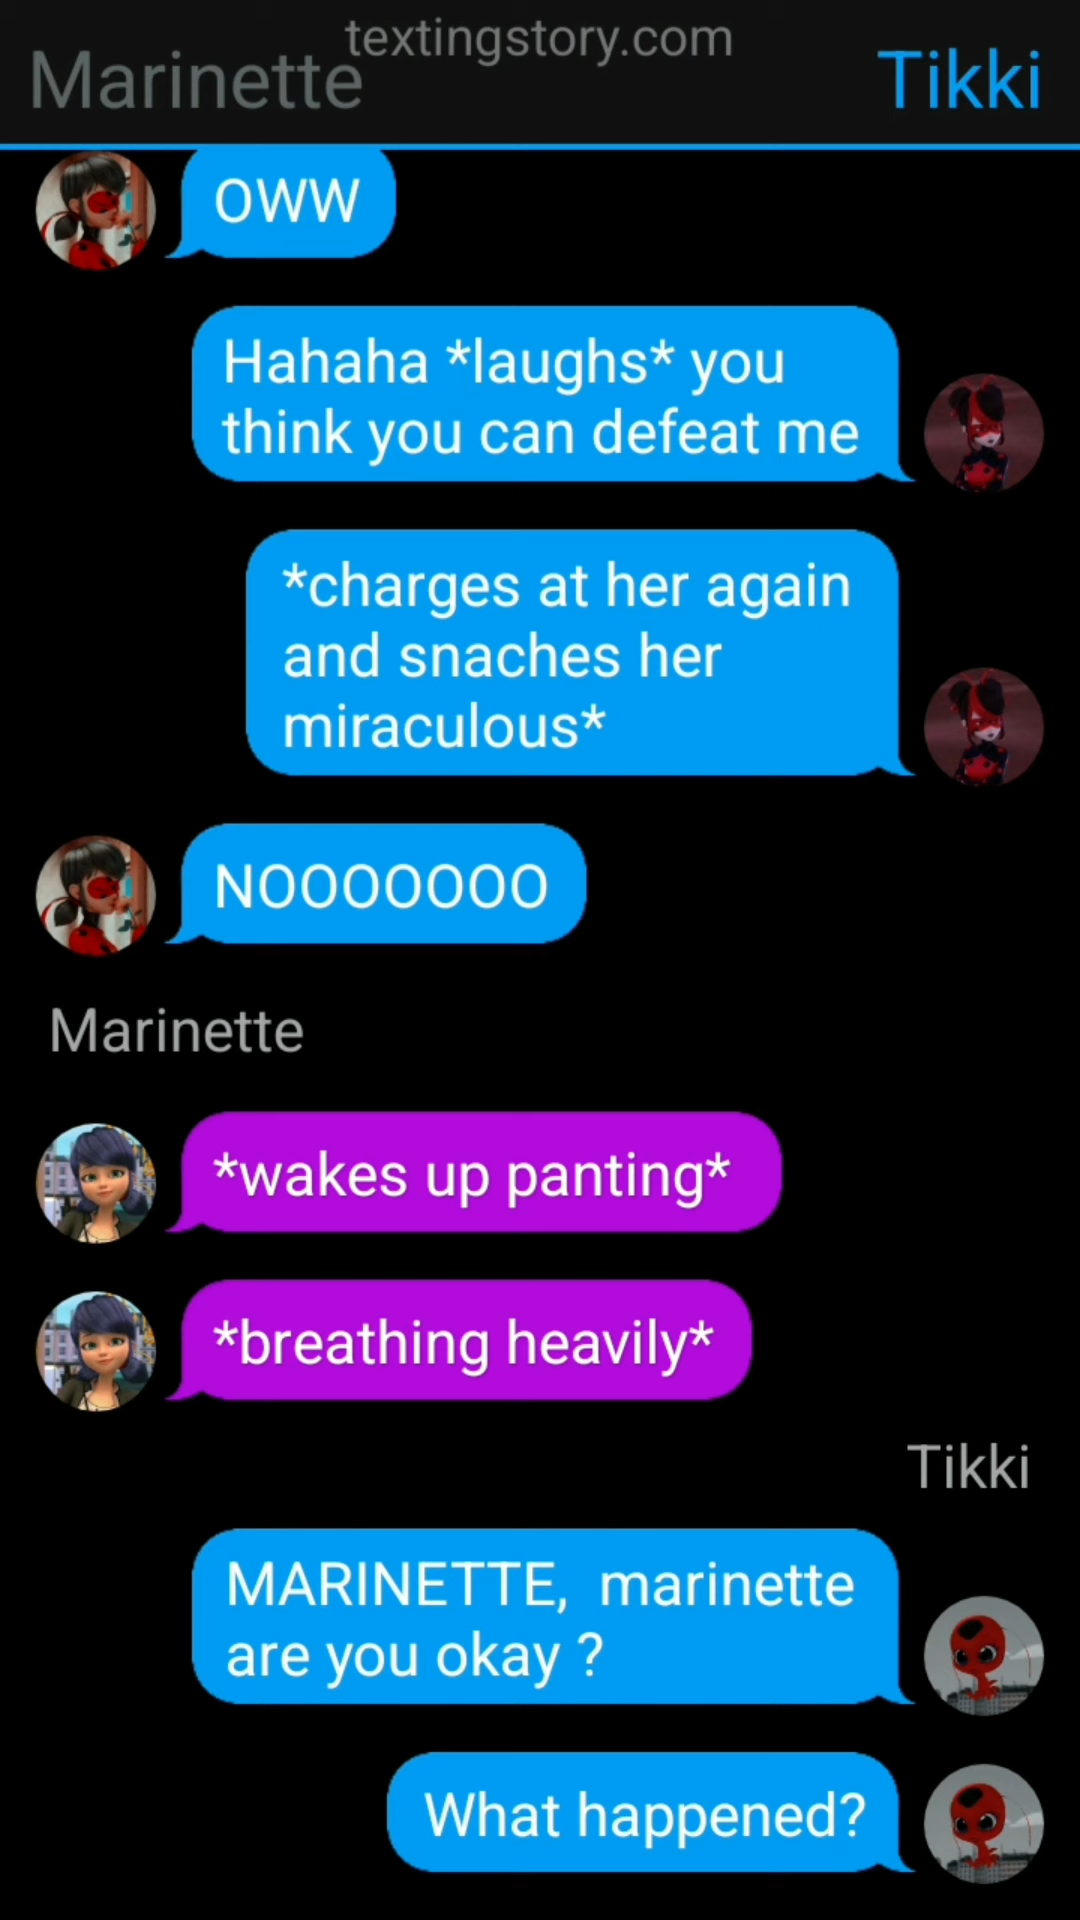 textingstory.com
Marinette
Tikki
OWW
Hahaha *laughs* you
think you can defeat me
*charges at her again
and snaches her
miraculous*
NOOOOOOO
Marinette
*wakes up panting*
*breathing heavily*
Tikki
MARINETTE,  marinette
are you okay ?
What happened?